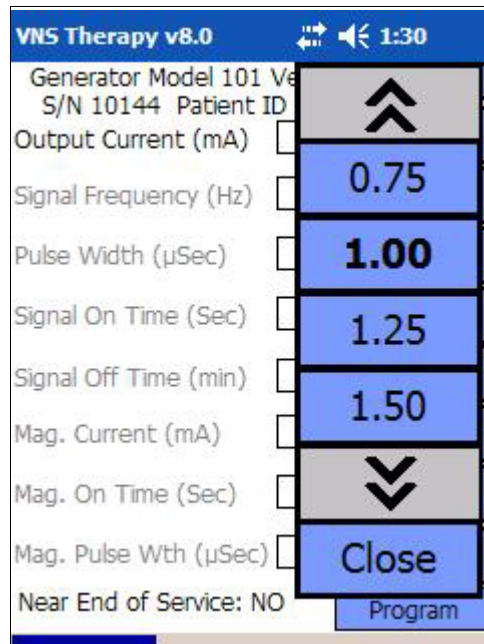 VNS Therapy v8.0 1:30
Generator Model 101 Ve
S/N 10144 Patient ID
Output Current (mA)
0.75
Signal Frequency (Hz)
1.00
Pulse Width (µSec)
1.25
Signal On Time (Sec)
1.50
Signal Off Time (min)
Mag. Current (mA)
Mag. On Time (Sec)
Mag. Pulse Wth (µSec)
Close
Near End of Service: NO
Program